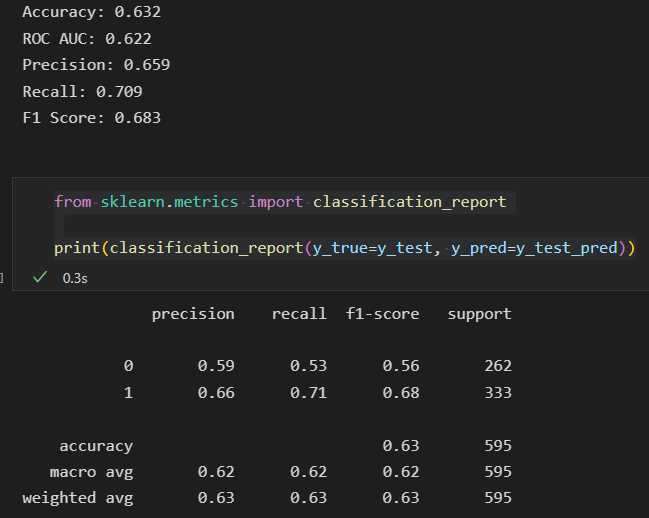 Accuracy: 0.632
ROC AUC: 0.622
Precision: 0.659
Recall: 0.709
F1 Score: 0.683
from sklearn.metrics import classification_report
print(classification_report(y_true=y_test, y_pred=y_test_pred))
] ✓ 0.3s
precision recall f1-score support
0 0.59 0.53 0.56 262
1 0.66 0.71 0.68 333
accuracy 0.63 595
macro avg 0.62 0.62 0.62 595
weighted avg 0.63 0.63 0.63 595